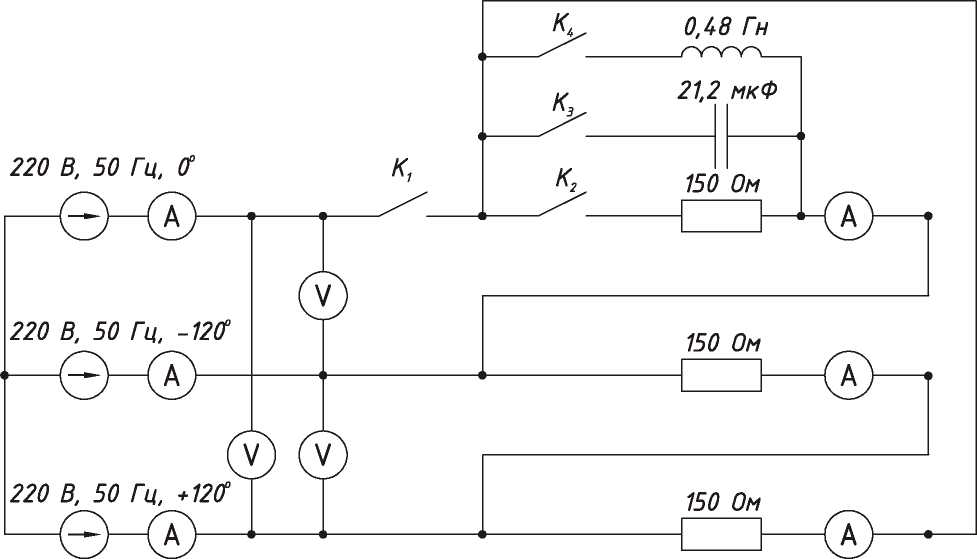 K4
0,48 Гн
K3
21,2 мкФ
220 В, 50 Гц, 0°
K1
K2
150 Ом
A
A
V
220 В, 50 Гц, –120°
150 Ом
A
A
V
V
220 В, 50 Гц, +120°
150 Ом
A
A